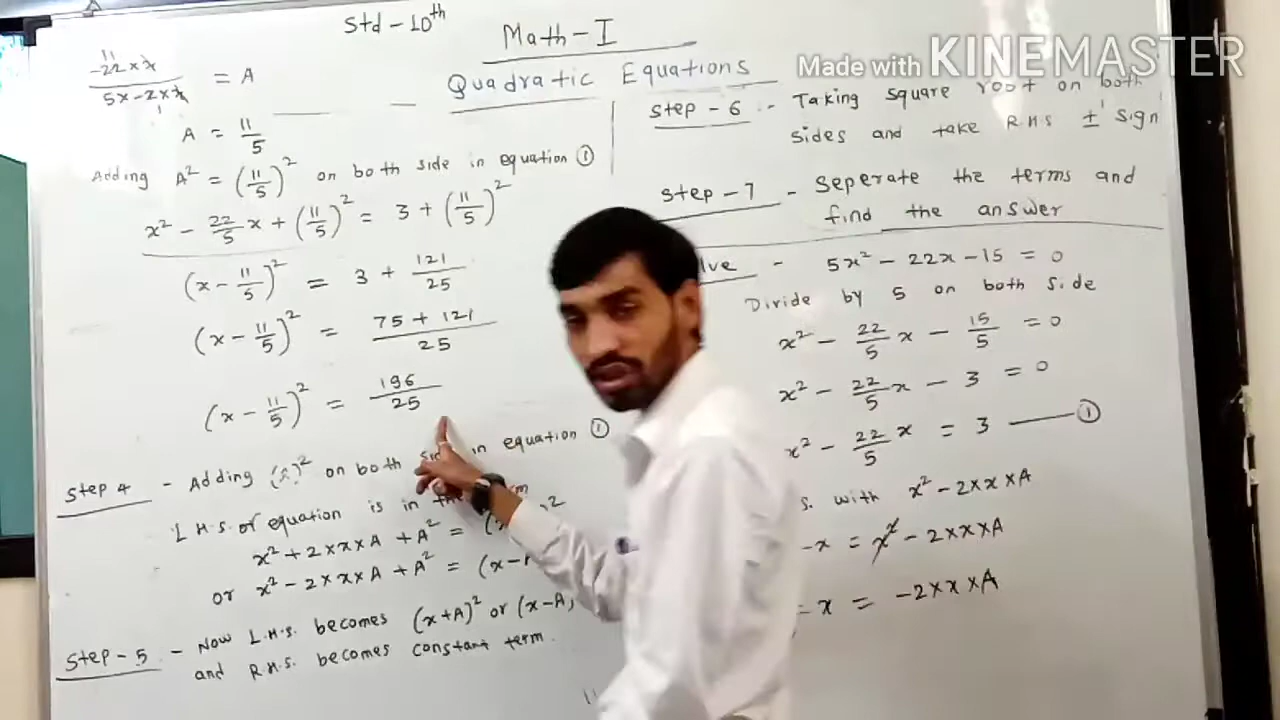 Made with KINEMASTER
Std - 10th
Math - I
Quadratic Equations
11
-22 × x / 5x - 2 × x = A
1
A = 11/5
Adding A² = (11/5)² on both side in equation ①
x² - 22/5 x + (11/5)² = 3 + (11/5)²
(x - 11/5)² = 3 + 121/25
(x - 11/5)² = 75 + 121 / 25
(x - 11/5)² = 196/25
Step 4 - Adding ( )² on both in equation ①
L.H.S. of equation is in the
x² + 2×x×A + A² =
or x² - 2×x×A + A² = (x -
Step - 5 - Now L.H.S. becomes (x+A)² or (x-A)
and R.H.S. becomes constant term.
Step - 6 - Taking square root on both
sides and take R.H.S ± sign
Step - 7 - Seperate the terms and
find the answer
lve - 5x² - 22x - 15 = 0
Divide by 5 on both side
x² - 22/5 x - 15/5 = 0
x² - 22/5 x - 3 = 0
x² - 22/5 x = 3 — ①
S. with x² - 2×x×A
-x = x² - 2×x×A
x = -2×x×A